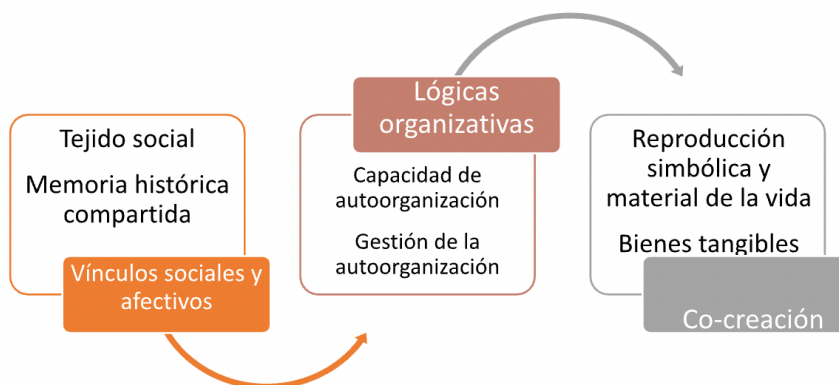 Tejido social
Memoria histórica
compartida
Vínculos sociales y
afectivos
Lógicas
organizativas
Capacidad de
autoorganización
Gestión de la
autoorganización
Reproducción
simbólica y
material de la vida
Bienes tangibles
Co-creación